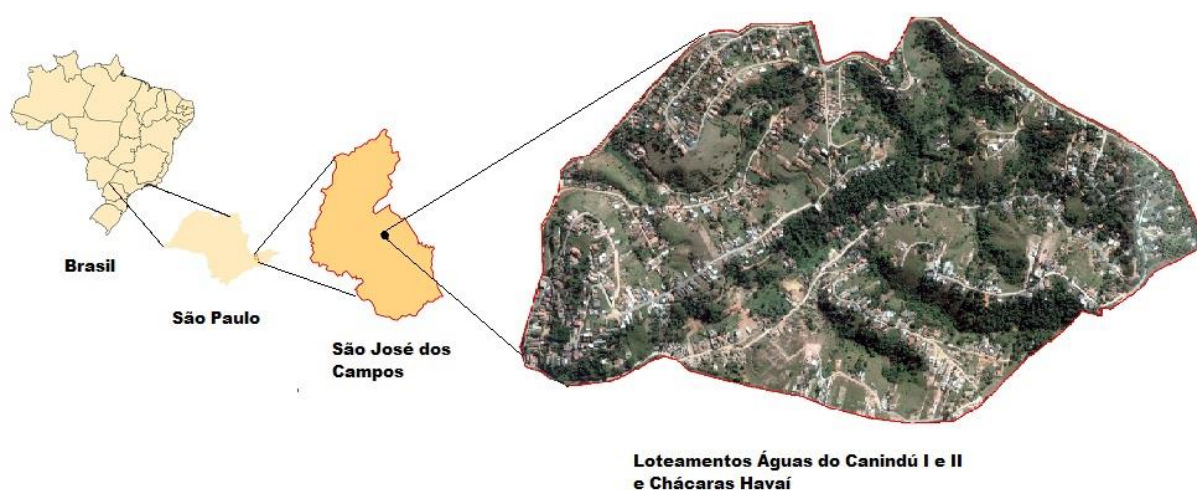 Brasil
São Paulo
São José dos
Campos
Loteamentos Águas do Canindú I e II
e Chácaras Havaí